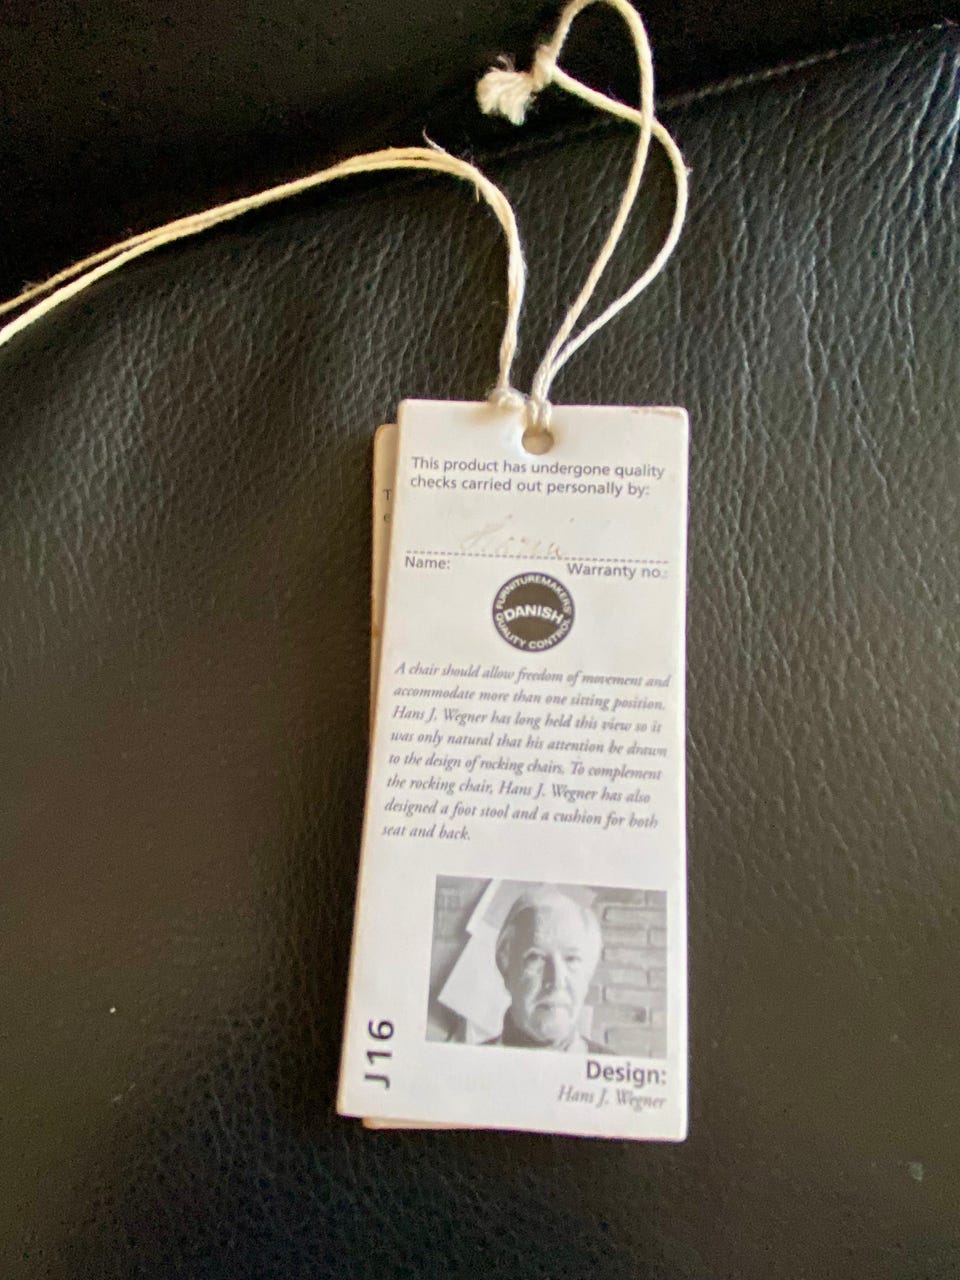 This product has undergone quality
checks carried out personally by:
Name: Warranty no.:
FURNITUREMAKERS'
DANISH
QUALITY CONTROL
A chair should allow freedom of movement and
accommodate more than one sitting position.
Hans J. Wegner has long held this view so it
was only natural that his attention be drawn
to the design of rocking chairs. To complement
the rocking chair, Hans J. Wegner has also
designed a foot stool and a cushion for both
seat and back.
J16
Design:
Hans J. Wegner
T
e